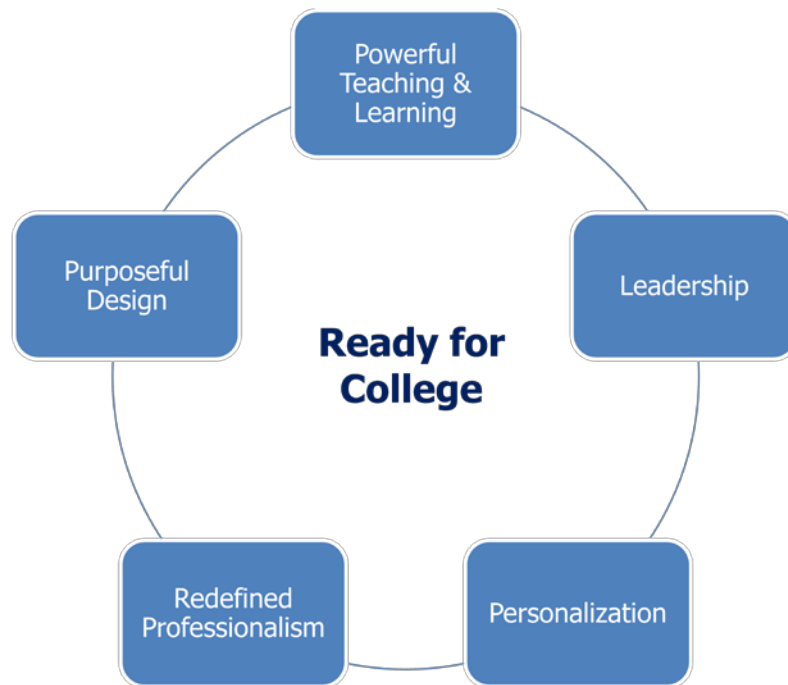 Powerful
Teaching &
Learning
Purposeful
Design
Leadership
Ready for
College
Redefined
Professionalism
Personalization